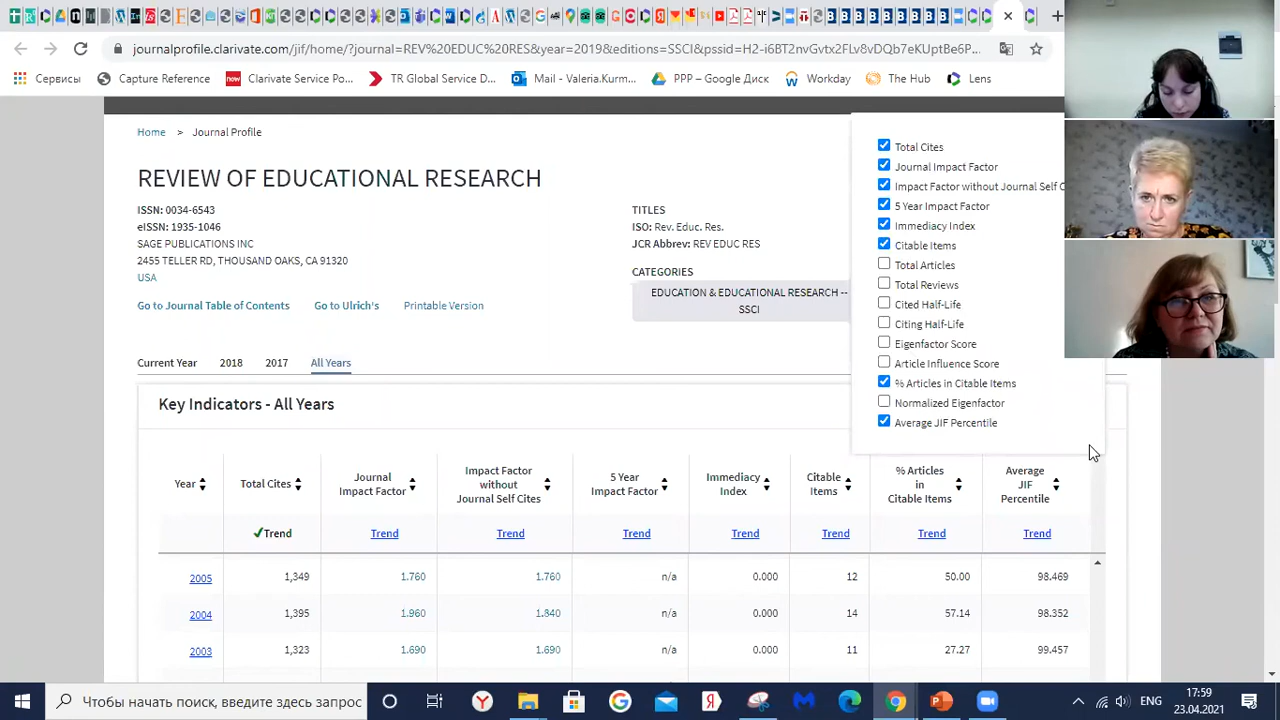 journalprofile.clarivate.com/jif/home/?journal=REV%20EDUC%20RES&year=2019&editions=SSCI&pssid=H2-i6BT2mGvtx2FLv8vDQb7eKUptBe6P...
Сервисы
Capture Reference
now
Clarivate Service Po...
TR Global Service D...
Mail - Valeria.Kurm...
PPP – Google Диск
Workday
The Hub
Lens
Home > Journal Profile
REVIEW OF EDUCATIONAL RESEARCH
ISSN: 0034-6543
eISSN: 1935-1046
SAGE PUBLICATIONS INC
2455 TELLER RD, THOUSAND OAKS, CA 91320
USA
TITLES
ISO: Rev. Educ. Res.
JCR Abbrev: REV EDUC RES
CATEGORIES
EDUCATION & EDUCATIONAL RESEARCH --
SSCI
Go to Journal Table of Contents Go to Ulrich's Printable Version
Total Cites
Journal Impact Factor
Impact Factor without Journal Self C
5 Year Impact Factor
Immediacy Index
Citable Items
Total Articles
Total Reviews
Cited Half-Life
Citing Half-Life
Eigenfactor Score
Article Influence Score
% Articles in Citable Items
Normalized Eigenfactor
Average JIF Percentile
Current Year 2018 2017 All Years
Key Indicators - All Years
Year
Total Cites
Journal
Impact Factor
Impact Factor
without
Journal Self Cites
5 Year
Impact Factor
Immediacy
Index
Citable
Items
% Articles
in
Citable Items
Average
JIF
Percentile
Trend Trend Trend Trend Trend Trend Trend Trend
2005 1,349 1.760 1.760 n/a 0.000 12 50.00 98.469
2004 1,395 1.960 1.840 n/a 0.000 14 57.14 98.352
2003 1,323 1.690 1.690 n/a 0.000 11 27.27 99.457
Чтобы начать поиск, введите здесь запрос
ENG
17:59
23.04.2021